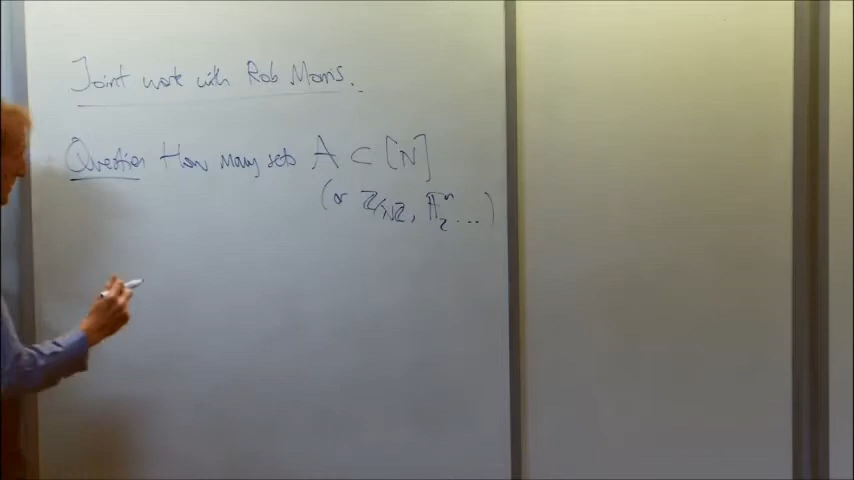 Joint work with Rob Morris.
Question How many sets A ⊂ [N]
(or ℤ/Nℤ, 𝔽₂ⁿ ...)